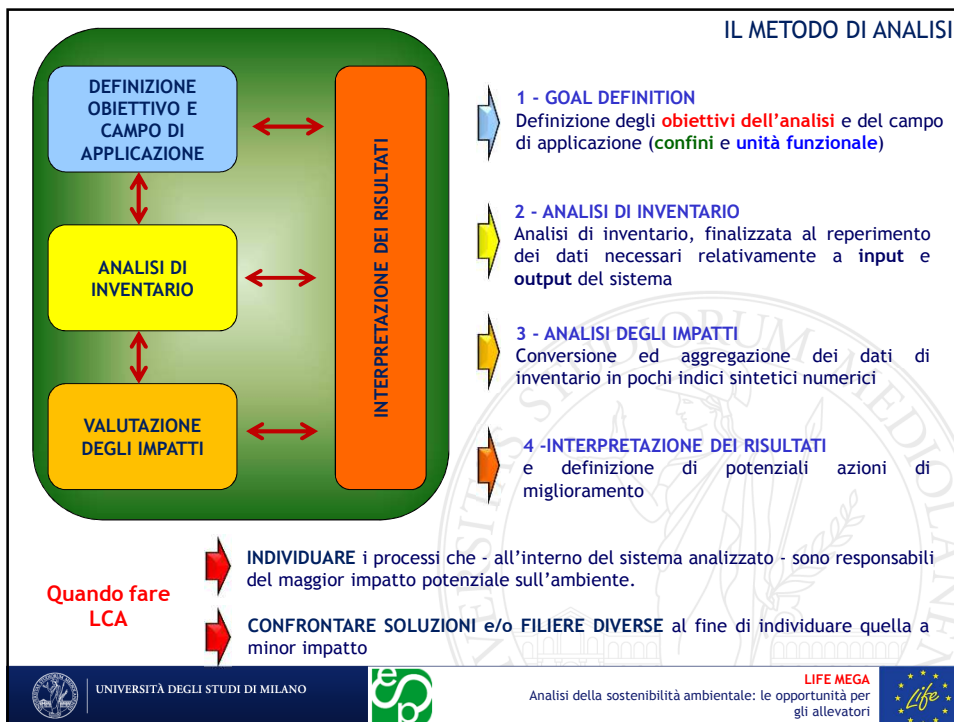 IL METODO DI ANALISI
DEFINIZIONE
OBIETTIVO E
CAMPO DI
APPLICAZIONE
ANALISI DI
INVENTARIO
VALUTAZIONE
DEGLI IMPATTI
INTERPRETAZIONE DEI RISULTATI
1 - GOAL DEFINITION
Definizione degli obiettivi dell'analisi e del campo
di applicazione (confini e unità funzionale)
2 - ANALISI DI INVENTARIO
Analisi di inventario, finalizzata al reperimento
dei dati necessari relativamente a input e
output del sistema
3 - ANALISI DEGLI IMPATTI
Conversione ed aggregazione dei dati di
inventario in pochi indici sintetici numerici
4 -INTERPRETAZIONE DEI RISULTATI
e definizione di potenziali azioni di
miglioramento
Quando fare
LCA
INDIVIDUARE i processi che - all'interno del sistema analizzato - sono responsabili
del maggior impatto potenziale sull'ambiente.
CONFRONTARE SOLUZIONI e/o FILIERE DIVERSE al fine di individuare quella a
minor impatto
UNIVERSITÀ DEGLI STUDI DI MILANO
esp
LIFE MEGA
Analisi della sostenibilità ambientale: le opportunità per
gli allevatori
Life